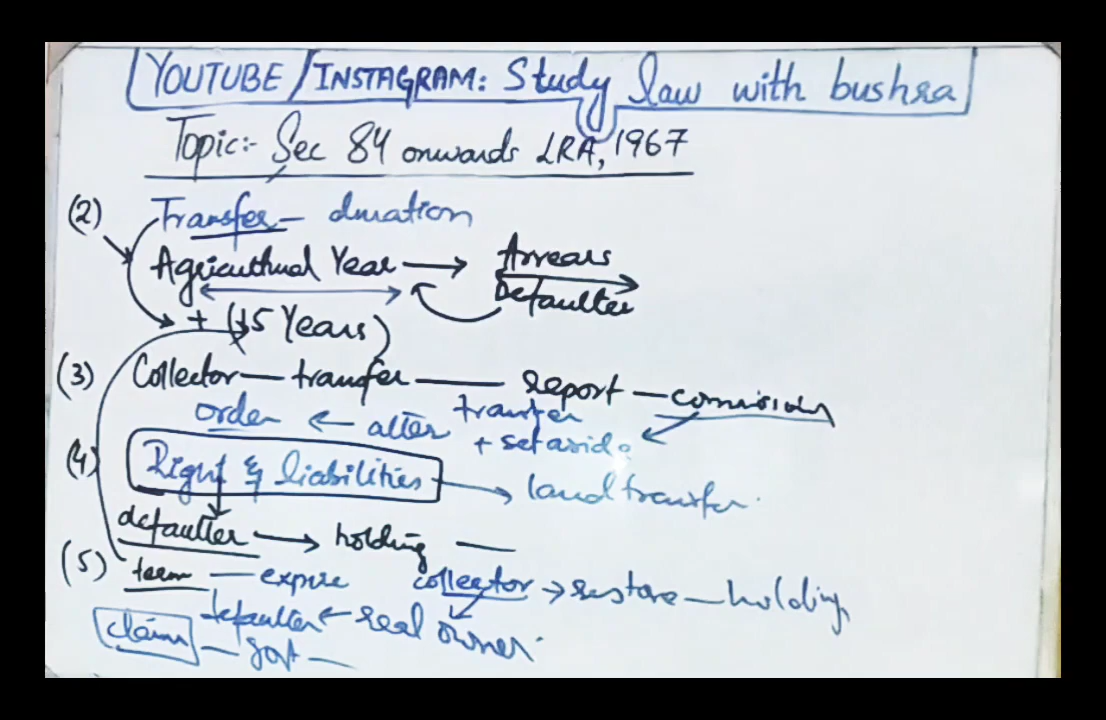 YOUTUBE/INSTAGRAM: Study law with bushra
Topic:- Sec 84 onwards LRA, 1967
(2) Transfer – duration
Agricultural Year → Arrears
Defaulter
+ (15 Years)
(3) Collector — transfer — report — commission
order ← alter transfer
+ set aside
(4) Right & liabilities → land transfer.
defaulter → holding —
(5) term — expire collector → restore — holding
defaulter ← real owner.
claim — govt —